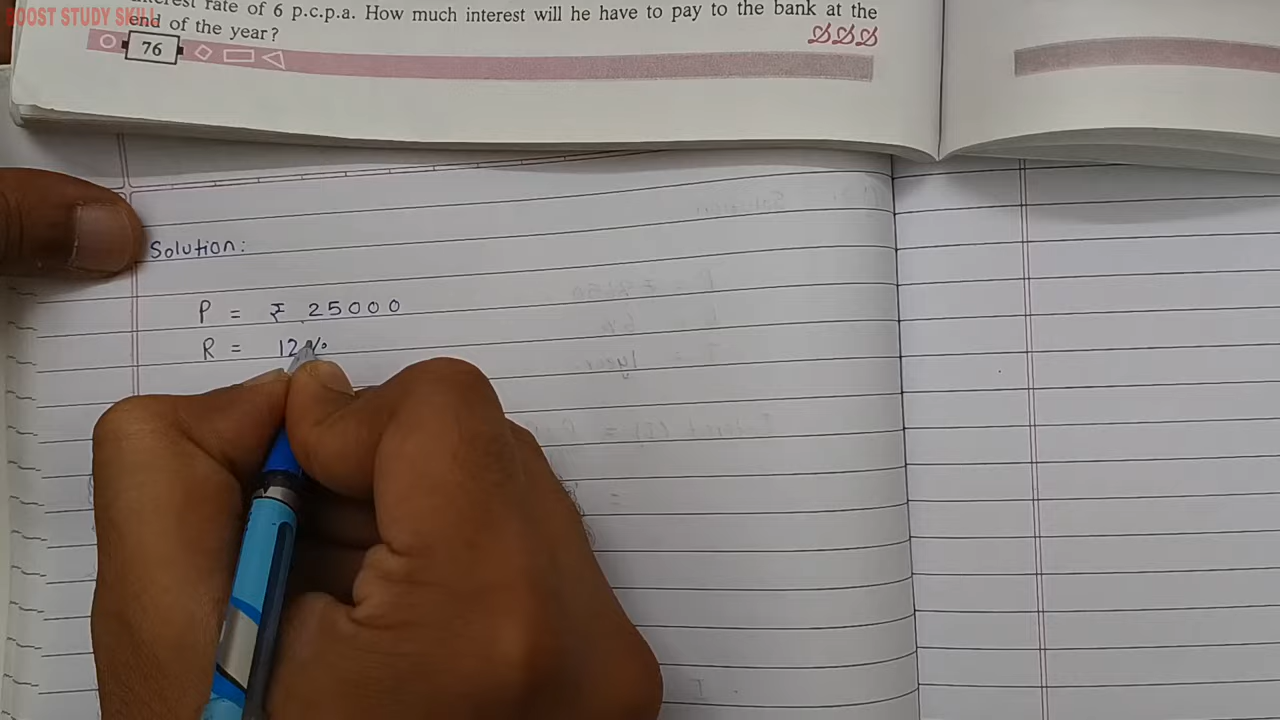 BOOST STUDY SKILL
rate of 6 p.c.p.a. How much interest will he have to pay to the bank at the
end of the year?
76
Solution:
P = ₹ 25000
R = 12%